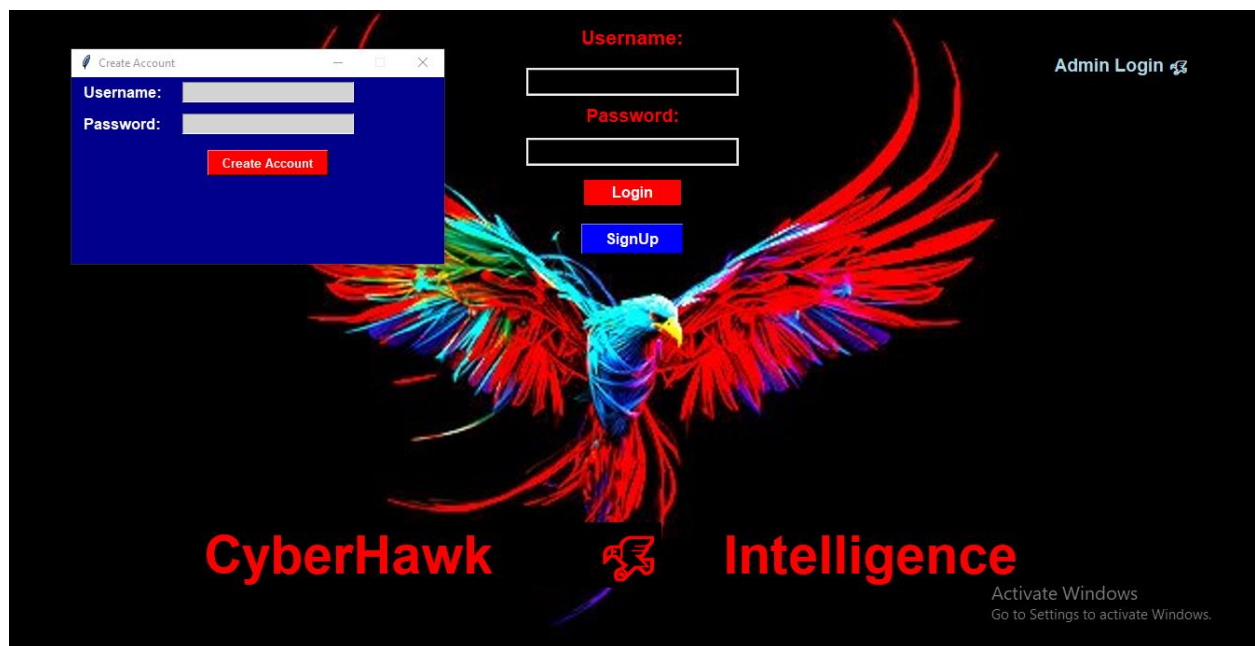 Create Account
Username:
Password:
Create Account
Username:
Password:
Login
SignUp
Admin Login
CyberHawk Intelligence
Activate Windows
Go to Settings to activate Windows.